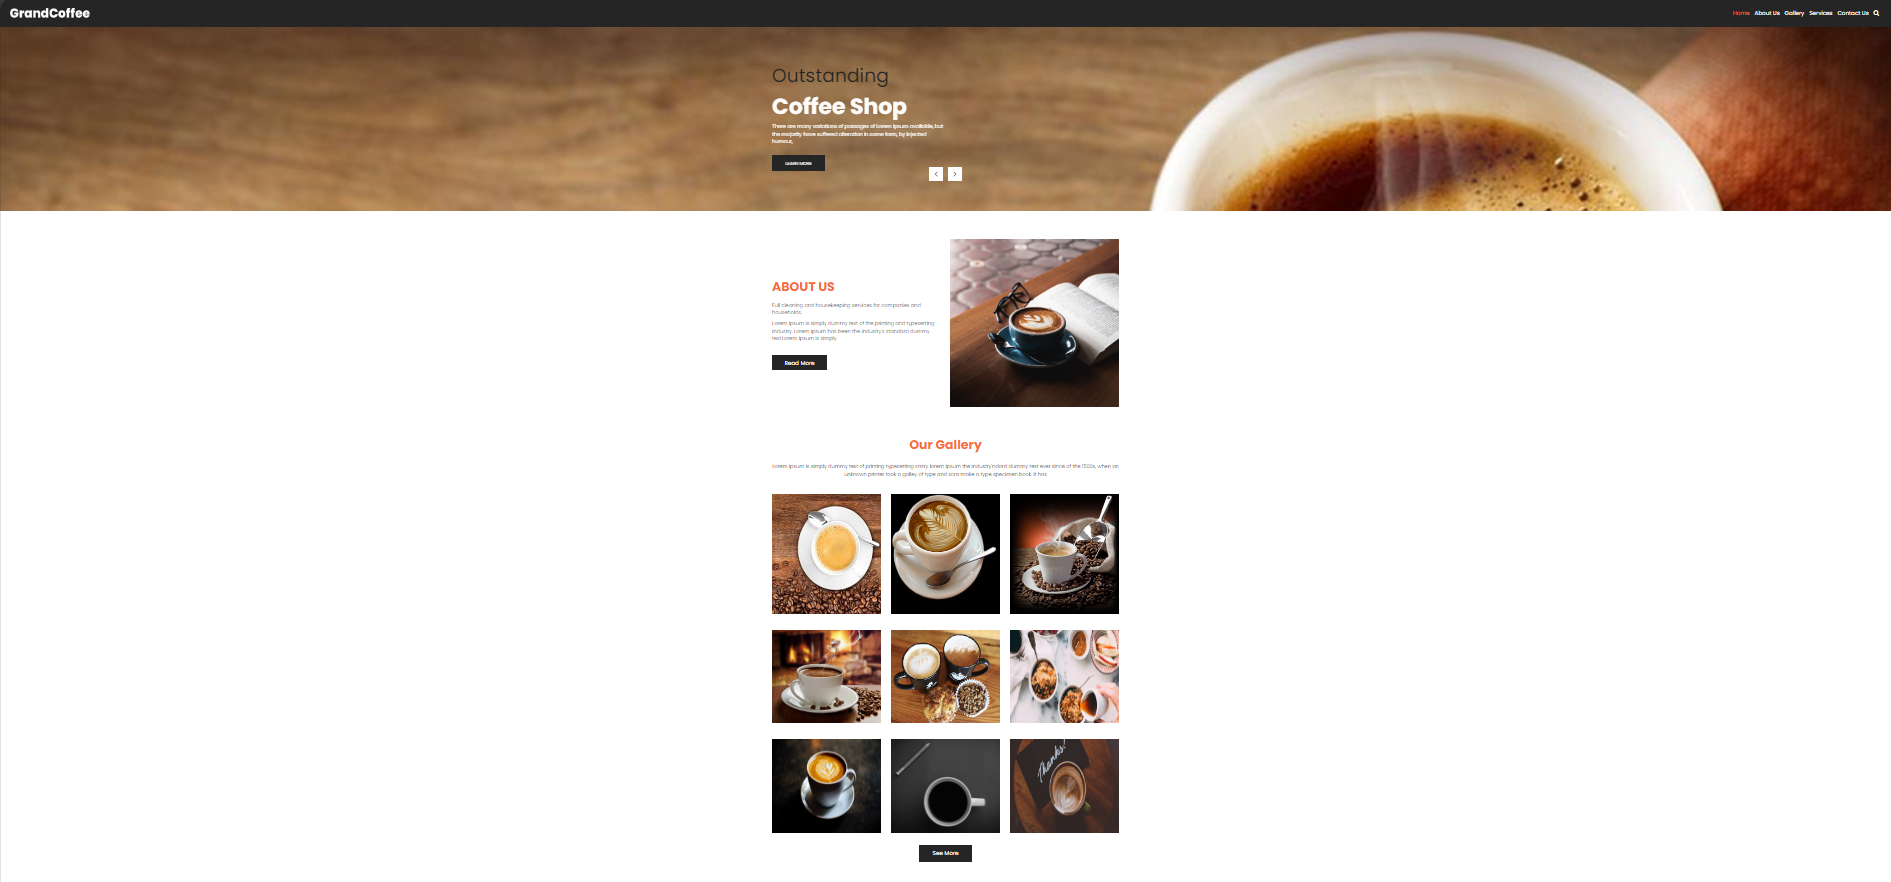 GrandCoffee
Home About Us Gallery Services Contact Us
Outstanding
Coffee Shop
There are many variations of passages of Lorem Ipsum available, but
the majority have suffered alteration in some form, by injected
humour,
LEARN MORE
ABOUT US
Full cleaning and housekeeping services for companies and
households.
Lorem Ipsum is simply dummy text of the printing and typesetting
industry. Lorem Ipsum has been the industry's standard dummy
textLorem Ipsum is simply
Read More
Our Gallery
Lorem Ipsum is simply dummy text of printing typesetting strary lorem Ipsum the industry'ndard dummy text ever since of the 1500s, when an
unknown printer took a galley of type and scra make a type specimen book. It has
Thanks!
See More